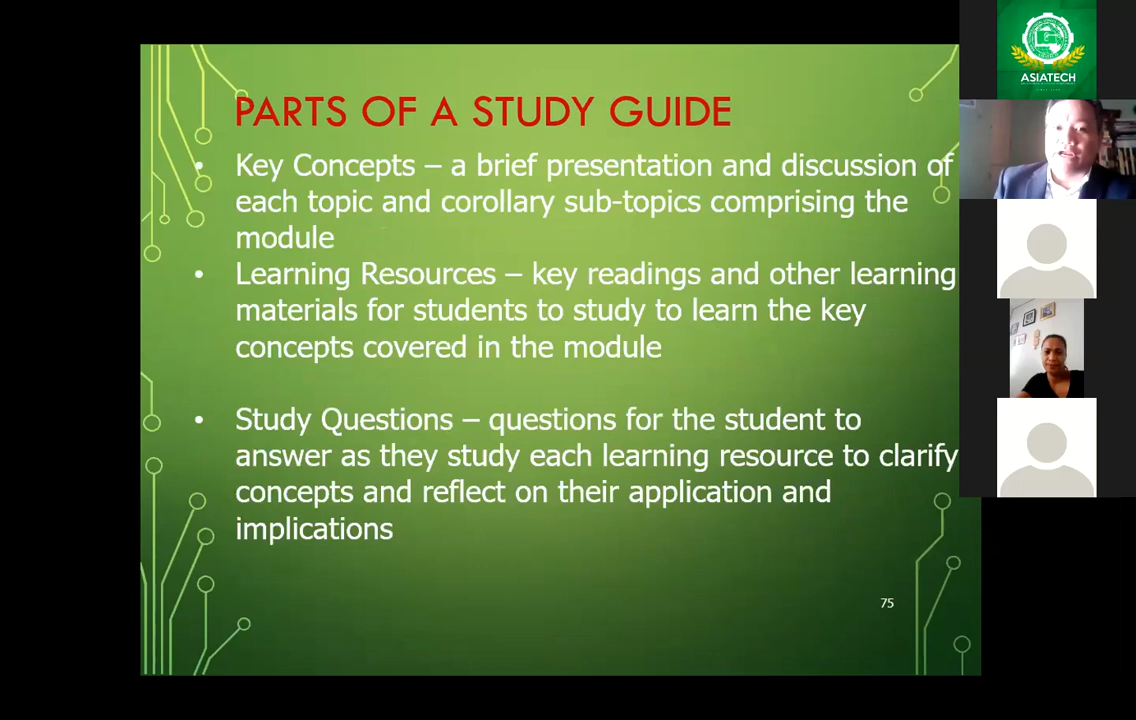 PARTS OF A STUDY GUIDE
• Key Concepts – a brief presentation and discussion of
each topic and corollary sub-topics comprising the
module
• Learning Resources – key readings and other learning
materials for students to study to learn the key
concepts covered in the module
• Study Questions – questions for the student to
answer as they study each learning resource to clarify
concepts and reflect on their application and
implications
75
ASIATECH